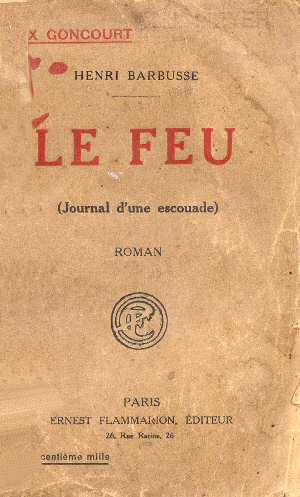 X GONCOURT
HENRI BARBUSSE
LE FEU
(Journal d'une escouade)
ROMAN
PARIS
ERNEST FLAMMARION, ÉDITEUR
26, Rue Racine, 26
centième mille